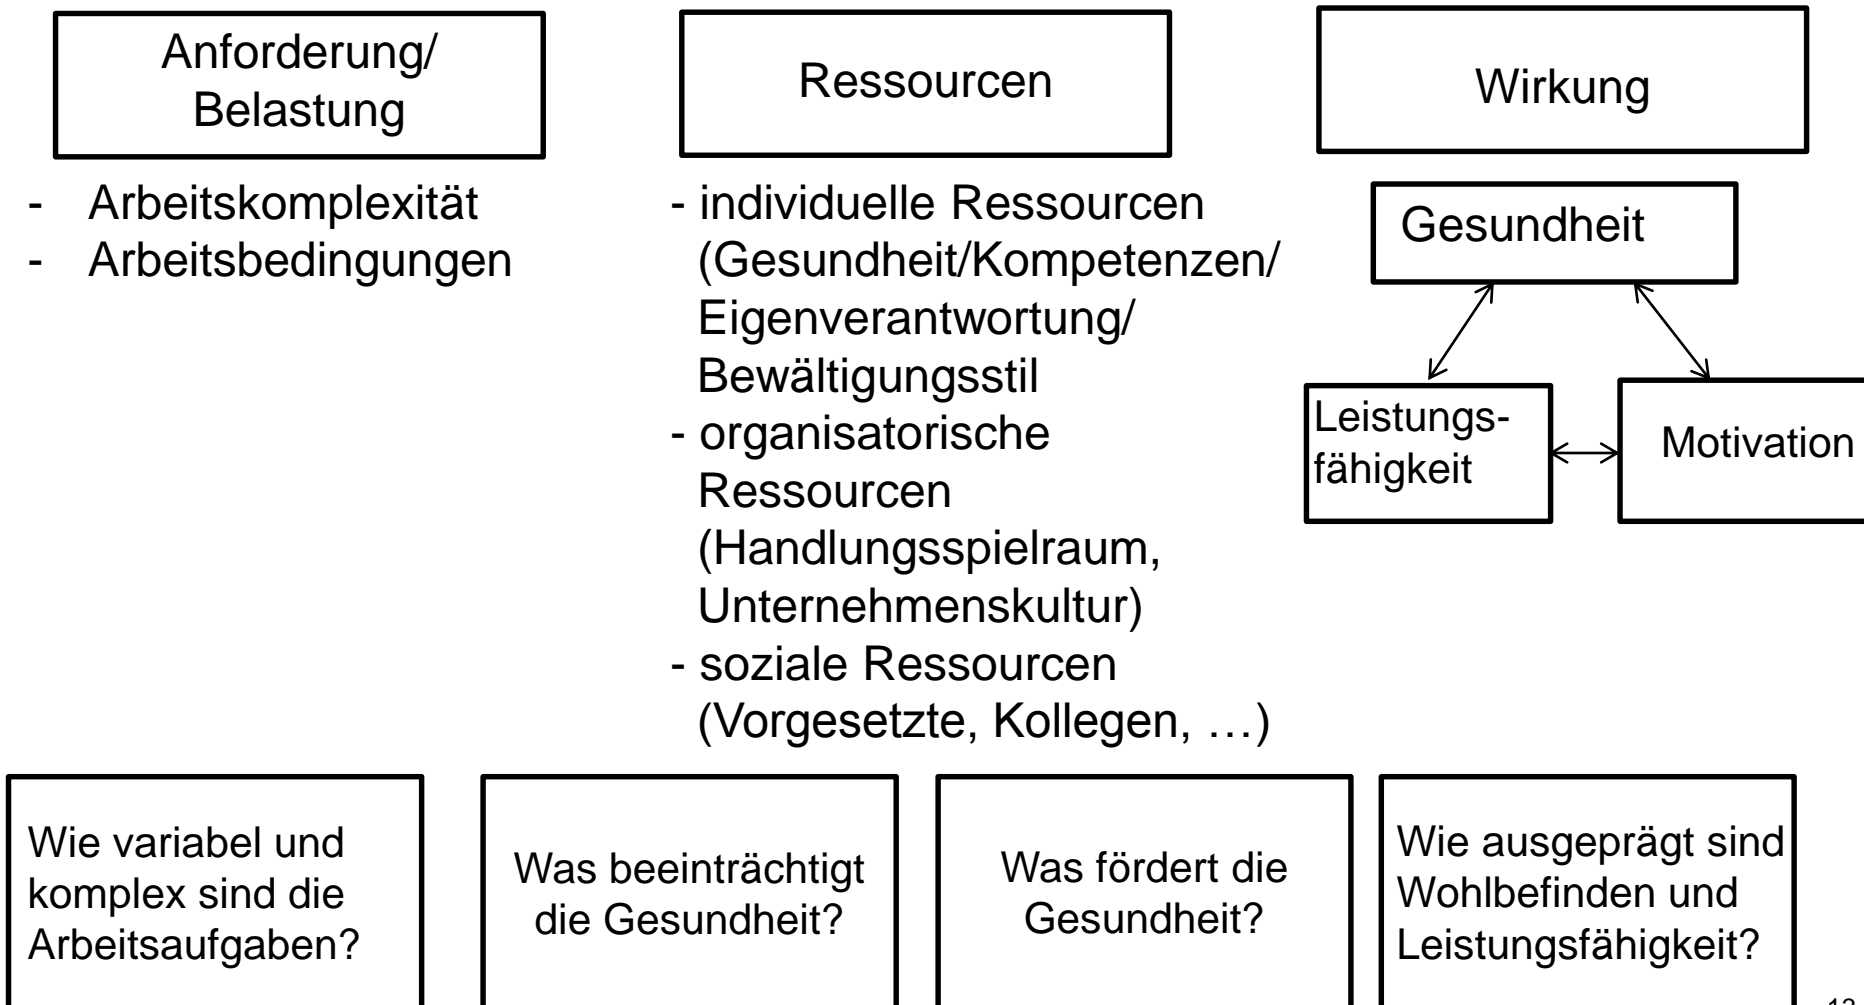 Anforderung/
Belastung
Ressourcen
Wirkung
- Arbeitskomplexität
- Arbeitsbedingungen
- individuelle Ressourcen
(Gesundheit/Kompetenzen/
Eigenverantwortung/
Bewältigungsstil
- organisatorische
Ressourcen
(Handlungsspielraum,
Unternehmenskultur)
- soziale Ressourcen
(Vorgesetzte, Kollegen, …)
Gesundheit
Leistungs-
fähigkeit
Motivation
Wie variabel und
komplex sind die
Arbeitsaufgaben?
Was beeinträchtigt
die Gesundheit?
Was fördert die
Gesundheit?
Wie ausgeprägt sind
Wohlbefinden und
Leistungsfähigkeit?